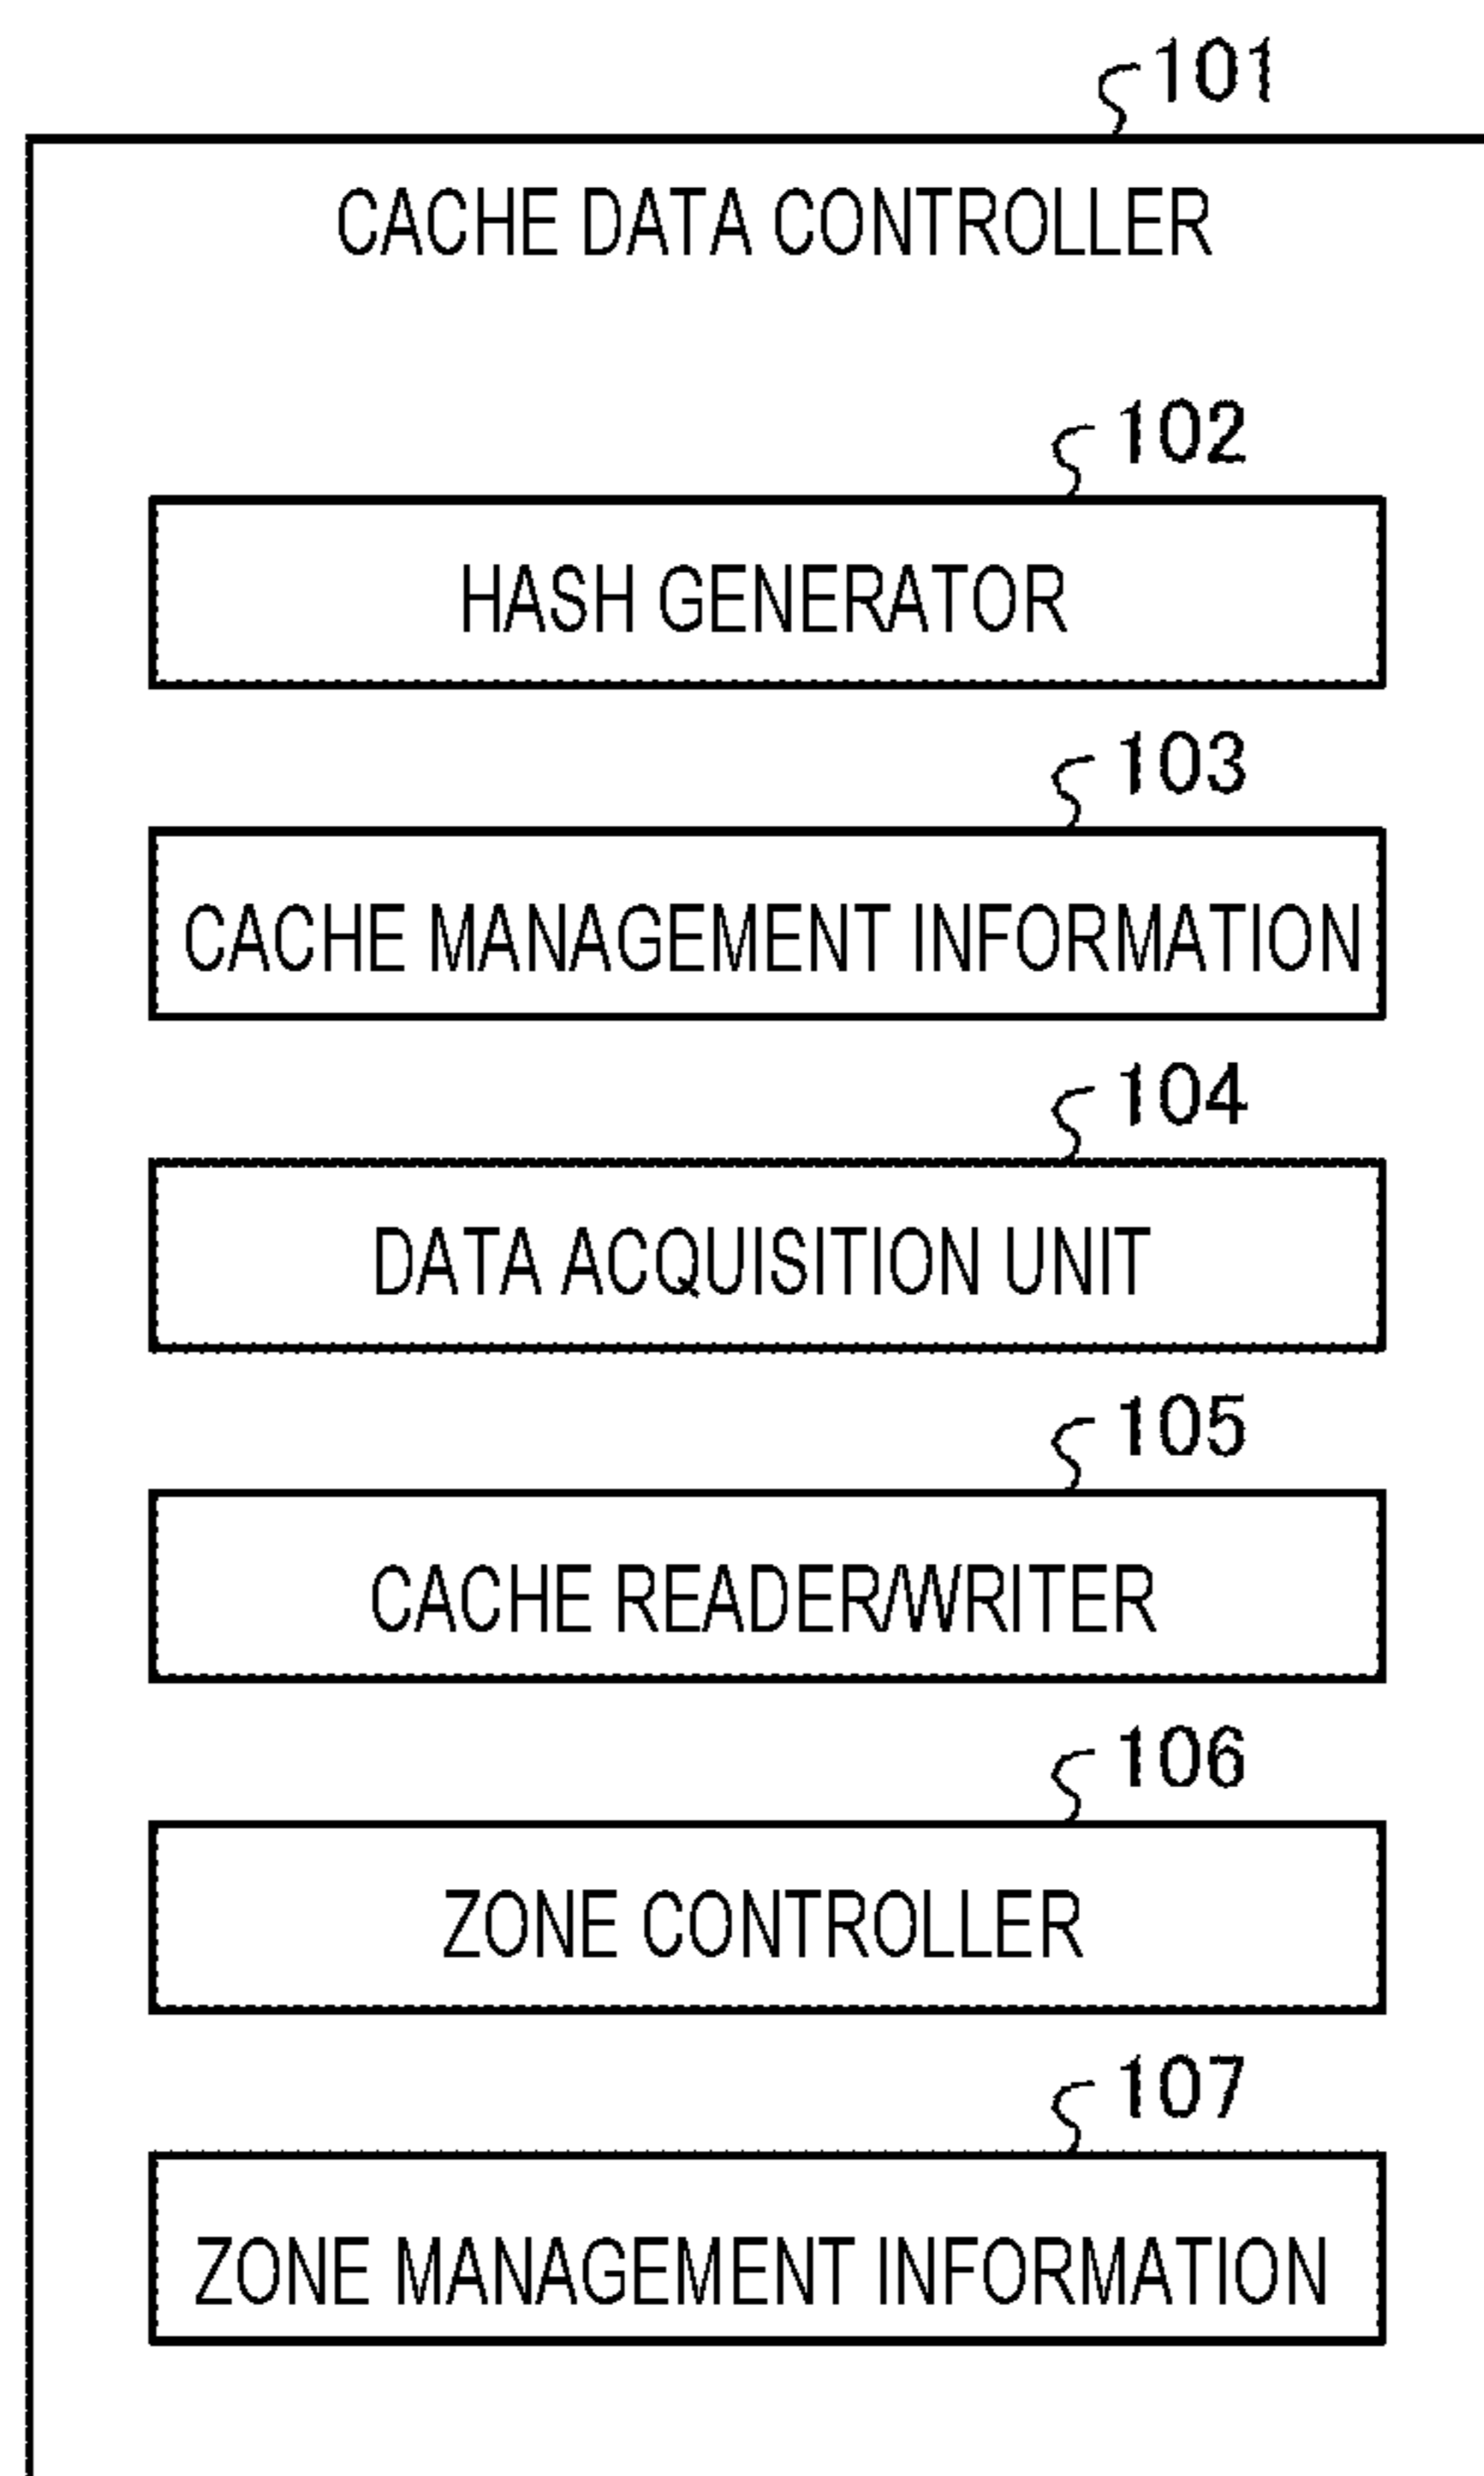 101
CACHE DATA CONTROLLER
102
HASH GENERATOR
103
CACHE MANAGEMENT INFORMATION
104
DATA ACQUISITION UNIT
105
CACHE READER/WRITER
106
ZONE CONTROLLER
107
ZONE MANAGEMENT INFORMATION